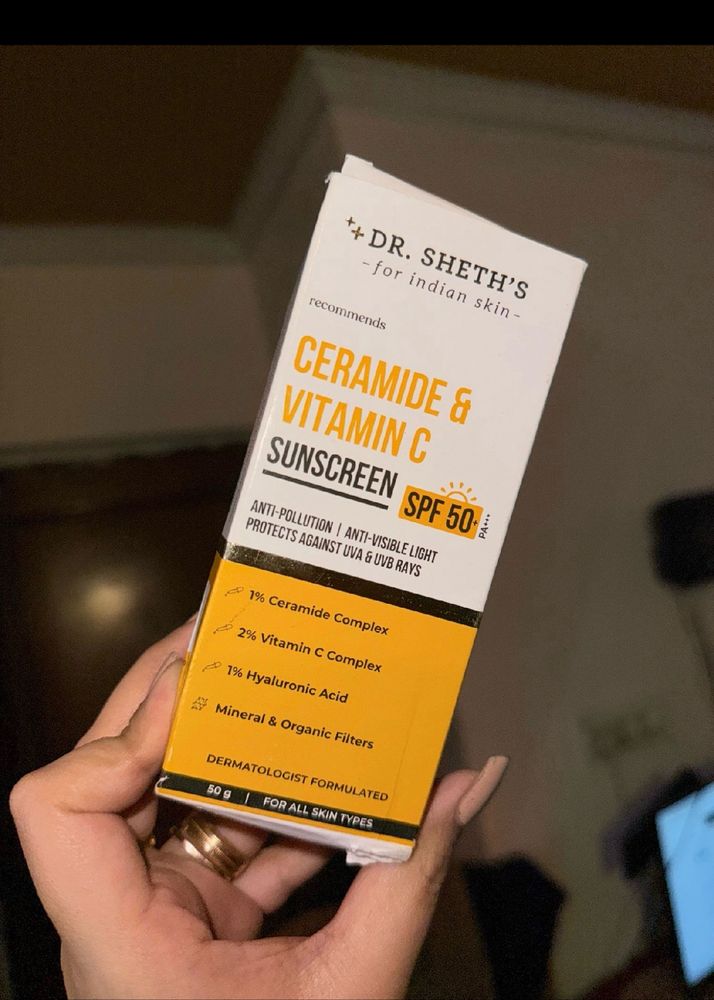 DR. SHETH'S
-for indian skin-
recommends
CERAMIDE &
VITAMIN C
SUNSCREEN
SPF 50+ PA+++
ANTI-POLLUTION | ANTI-VISIBLE LIGHT
PROTECTS AGAINST UVA & UVB RAYS
1% Ceramide Complex
2% Vitamin C Complex
1% Hyaluronic Acid
Mineral & Organic Filters
DERMATOLOGIST FORMULATED
50 g | FOR ALL SKIN TYPES